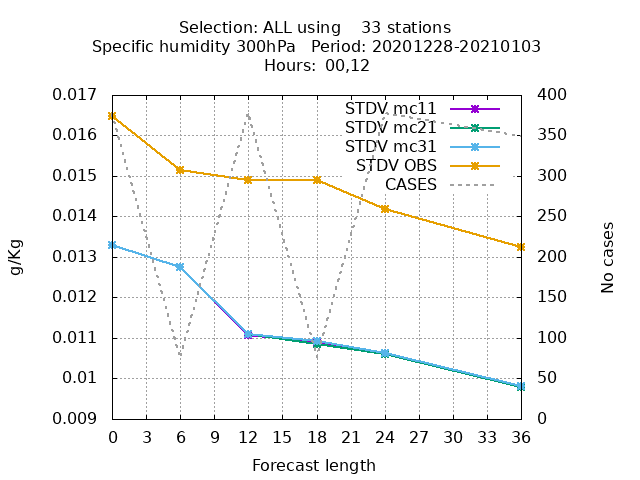 Selection: ALL using    33 stations
Specific humidity 300hPa   Period: 20201228-20210103
Hours: 00,12
0.017
0.016
0.015
0.014
0.013
0.012
0.011
0.01
0.009
g/Kg
STDV mc11
STDV mc21
STDV mc31
STDV OBS
CASES
400
350
300
250
200
150
100
50
0
No cases
0 3 6 9 12 15 18 21 24 27 30 33 36
Forecast length